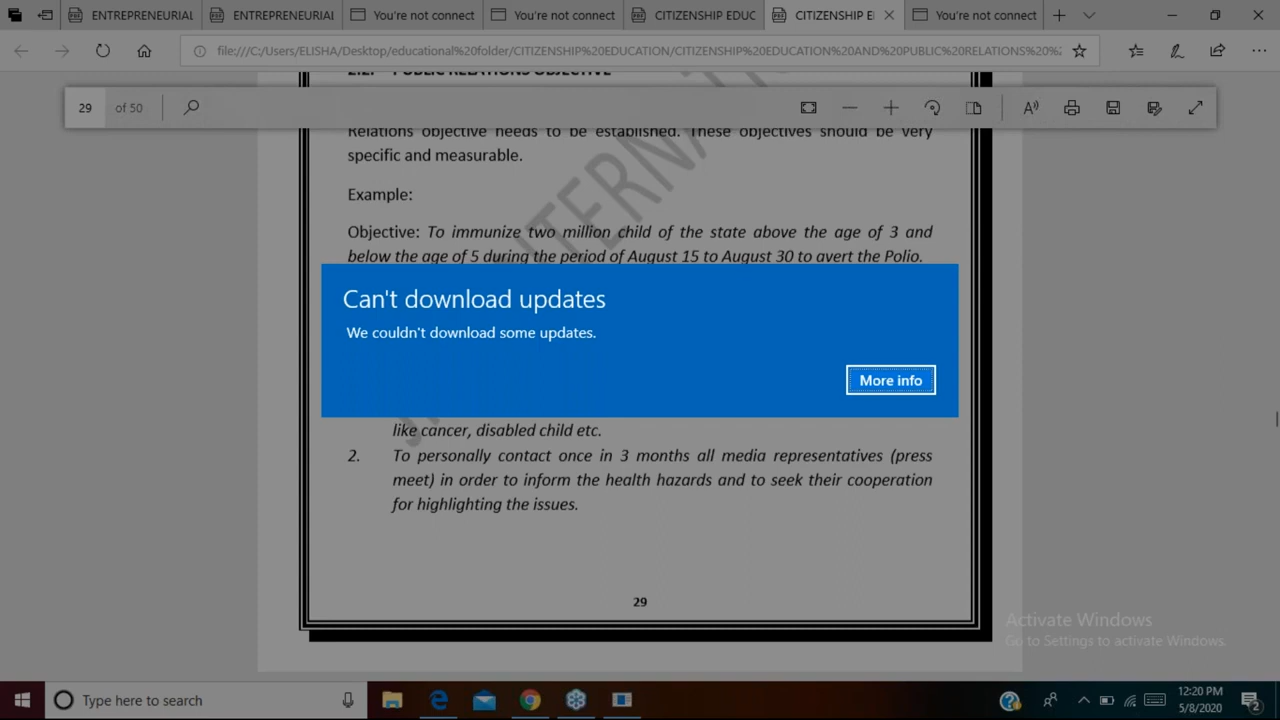 ENTREPRENEURIAL
ENTREPRENEURIAL
You're not connect
You're not connect
CITIZENSHIP EDUC
CITIZENSHIP E
You're not connect
file:///C:/Users/ELISHA/Desktop/educational%20folder/CITIZENSHIP%20EDUCATION/CITIZENSHIP%20EDUCATION%20AND%20PUBLIC%20RELATIONS%20%
2.2. PUBLIC RELATIONS OBJECTIVE
29 of 50
Relations objective needs to be established. These objectives should be very
specific and measurable.
Example:
Objective: To immunize two million child of the state above the age of 3 and
below the age of 5 during the period of August 15 to August 30 to avert the Polio.
Can't download updates
We couldn't download some updates.
More info
like cancer, disabled child etc.
2. To personally contact once in 3 months all media representatives (press
meet) in order to inform the health hazards and to seek their cooperation
for highlighting the issues.
29
Activate Windows
Go to Settings to activate Windows.
Type here to search
12:20 PM
5/8/2020
2